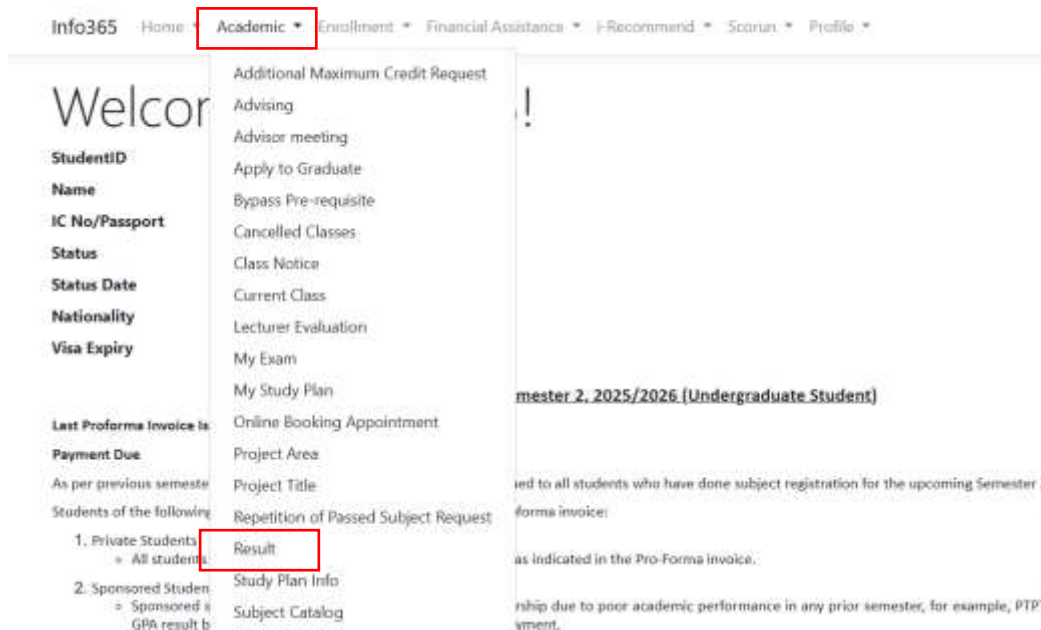 Info365 Home Academic Enrollment Financial Assistance i-Recommend Scorun Profile
Welcor !
StudentID
Name
IC No/Passport
Status
Status Date
Nationality
Visa Expiry
Additional Maximum Credit Request
Advising
Advisor meeting
Apply to Graduate
Bypass Pre-requisite
Cancelled Classes
Class Notice
Current Class
Lecturer Evaluation
My Exam
My Study Plan
Online Booking Appointment
Project Area
Project Title
Repetition of Passed Subject Request
Result
Study Plan Info
Subject Catalog
mester 2, 2025/2026 (Undergraduate Student)
Last Proforma Invoice Is
Payment Due
As per previous semeste ued to all students who have done subject registration for the upcoming Semester
Students of the following forma invoice:
1. Private Students
All students as indicated in the Pro-Forma invoice.
2. Sponsored Studen
Sponsored s rship due to poor academic performance in any prior semester, for example, PTP
GPA result b yment.